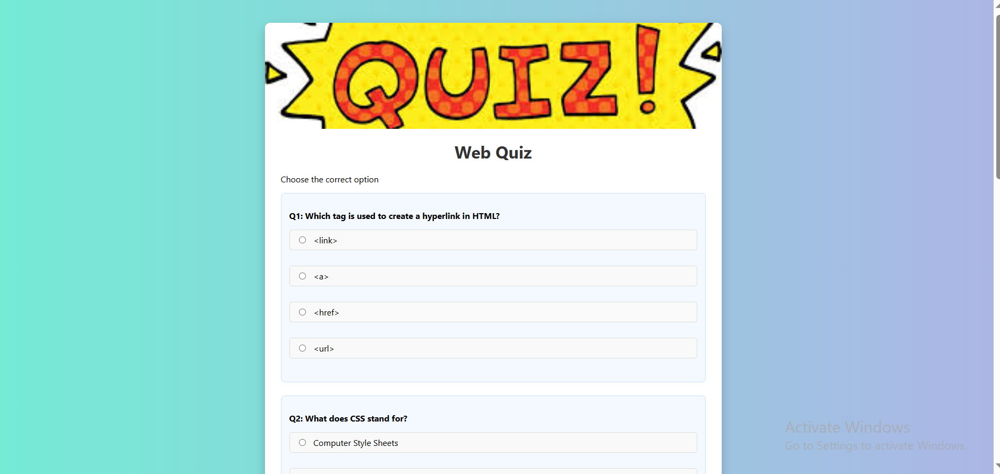 QUIZ!
Web Quiz
Choose the correct option
Q1: Which tag is used to create a hyperlink in HTML?
<link>
<a>
<href>
<url>
Q2: What does CSS stand for?
Computer Style Sheets
Activate Windows
Go to Settings to activate Windows.